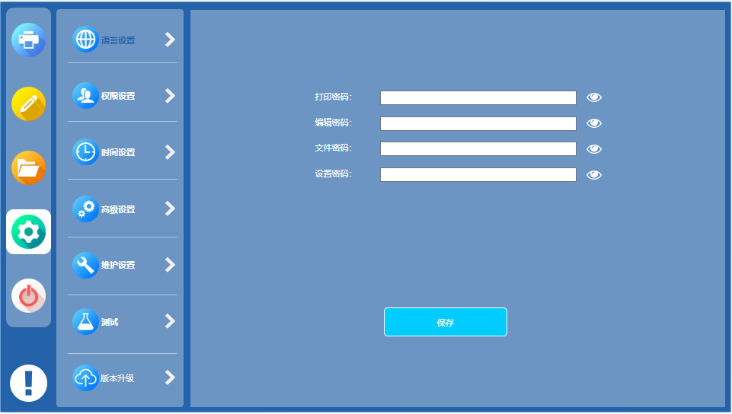 语言设置
权限设置
时间设置
高级设置
维护设置
测试
版本升级
打印密码：
编辑密码：
文件密码：
设置密码：
保存